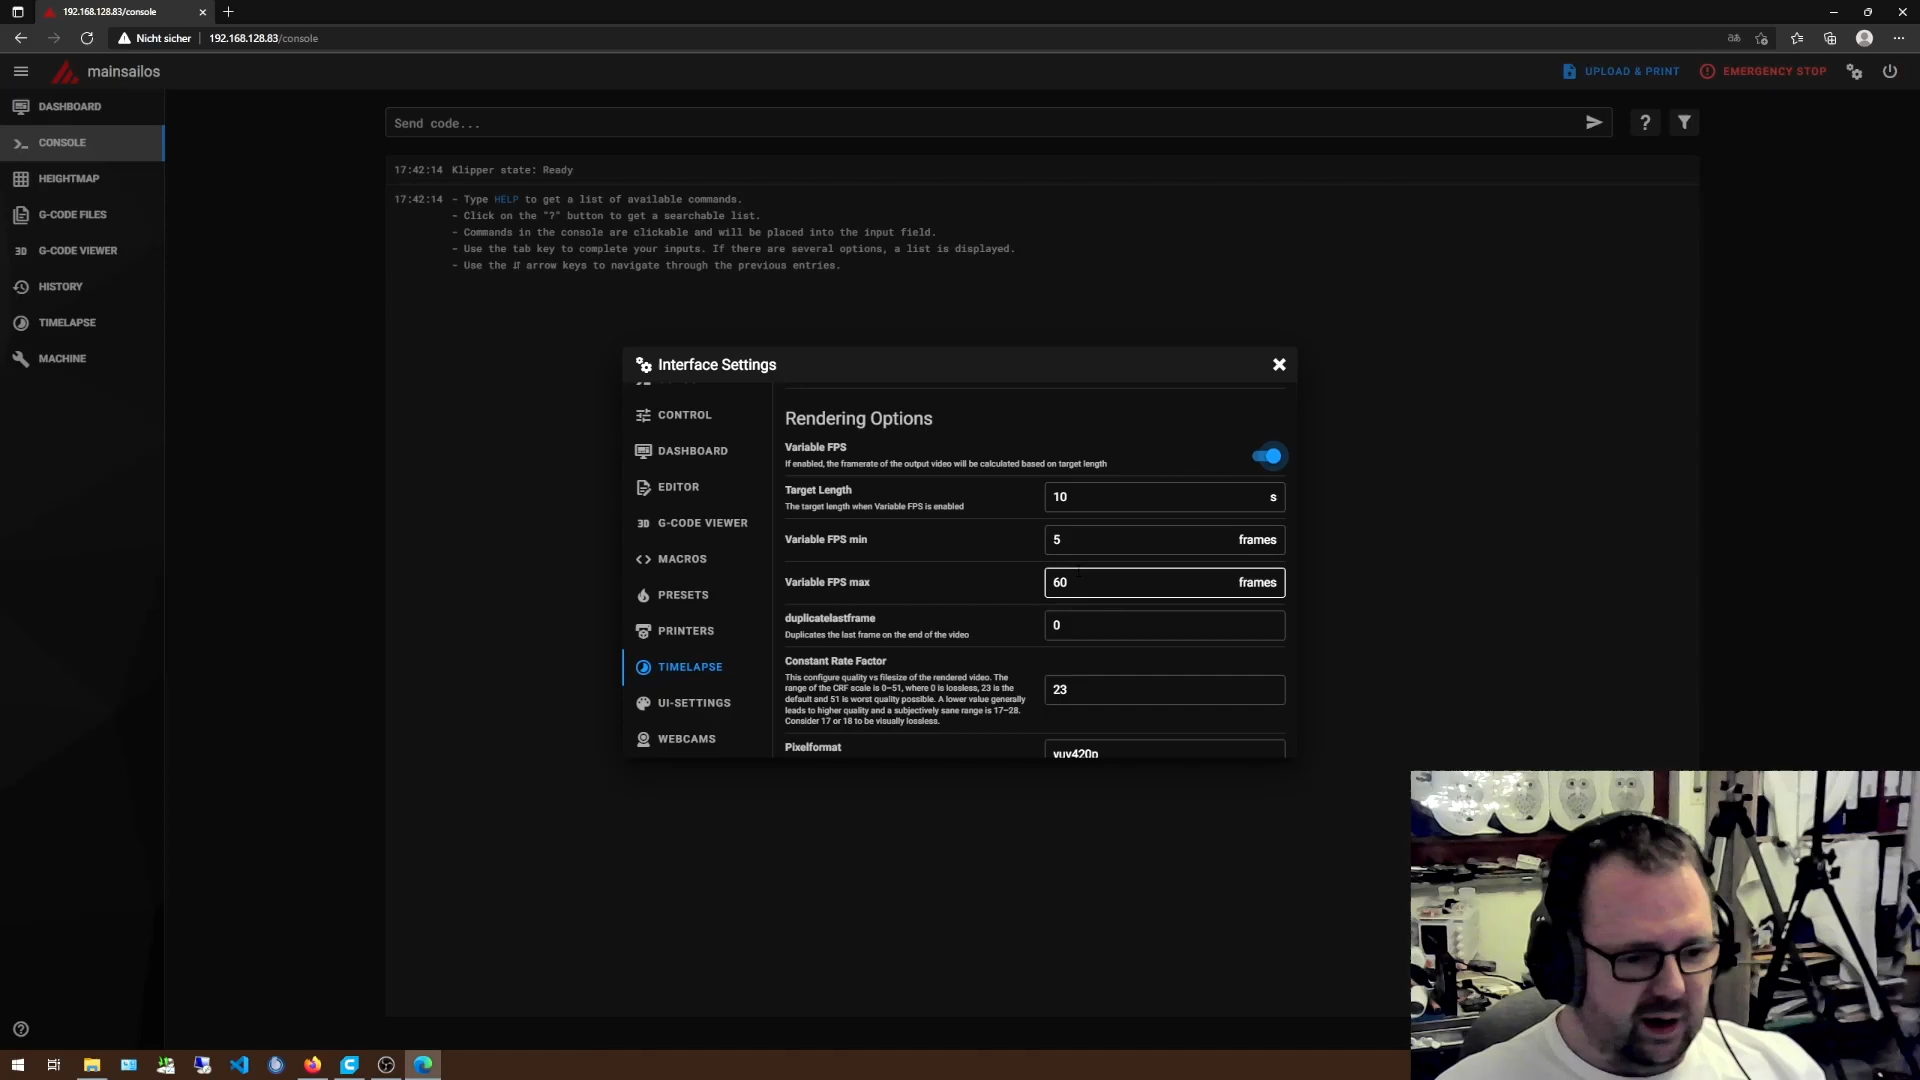 192.168.128.83/console
Nicht sicher
192.168.128.83/console
mainsailos
UPLOAD & PRINT
EMERGENCY STOP
DASHBOARD
CONSOLE
HEIGHTMAP
G-CODE FILES
3D G-CODE VIEWER
HISTORY
TIMELAPSE
MACHINE
Send code...
?
17:42:14 Klipper state: Ready
17:42:14 - Type HELP to get a list of available commands.
- Click on the "?" button to get a searchable list.
- Commands in the console are clickable and will be placed into the input field.
- Use the tab key to complete your inputs. If there are several options, a list is displayed.
- Use the ⇵ arrow keys to navigate through the previous entries.
Interface Settings
CONTROL
DASHBOARD
EDITOR
3D G-CODE VIEWER
MACROS
PRESETS
PRINTERS
TIMELAPSE
UI-SETTINGS
WEBCAMS
Rendering Options
Variable FPS
If enabled, the framerate of the output video will be calculated based on target length
Target Length
The target length when Variable FPS is enabled
10 s
Variable FPS min
5 frames
Variable FPS max
60 frames
duplicatelastframe
Duplicates the last frame on the end of the video
0
Constant Rate Factor
This configure quality vs filesize of the rendered video. The
range of the CRF scale is 0–51, where 0 is lossless, 23 is the
default and 51 is worst quality possible. A lower value generally
leads to higher quality and a subjectively sane range is 17–28.
Consider 17 or 18 to be visually lossless.
23
Pixelformat
yuv420p